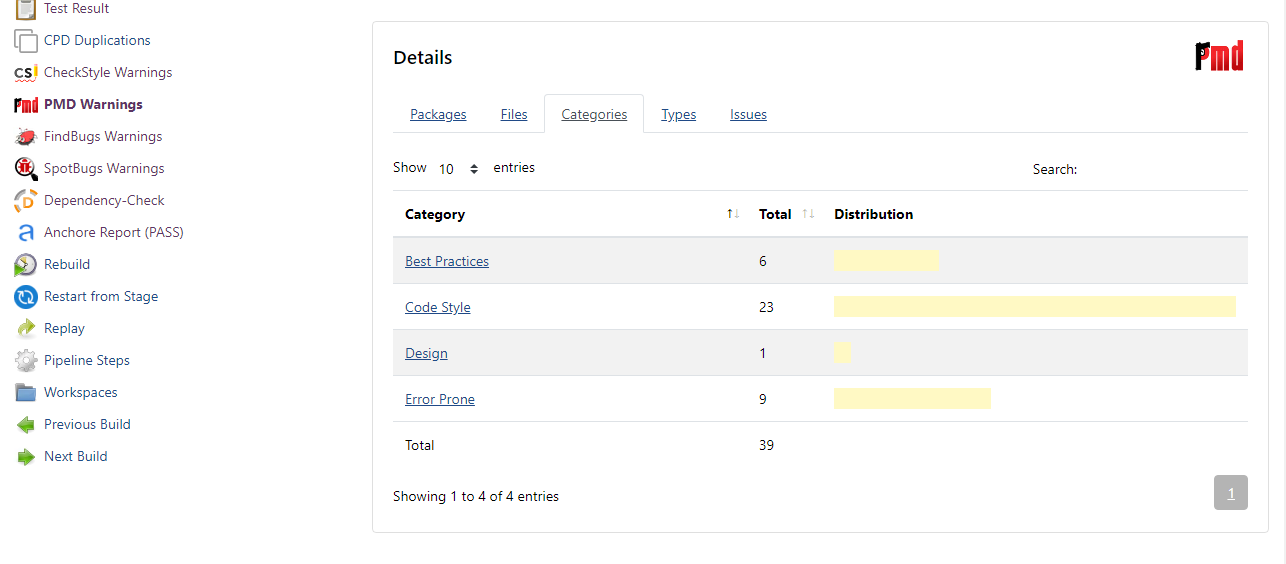 Test Result
CPD Duplications
CheckStyle Warnings
PMD Warnings
FindBugs Warnings
SpotBugs Warnings
Dependency-Check
Anchore Report (PASS)
Rebuild
Restart from Stage
Replay
Pipeline Steps
Workspaces
Previous Build
Next Build
Details
Pmd
Packages Files Categories Types Issues
Show 10 entries Search:
Category Total Distribution
Best Practices 6
Code Style 23
Design 1
Error Prone 9
Total 39
Showing 1 to 4 of 4 entries 1